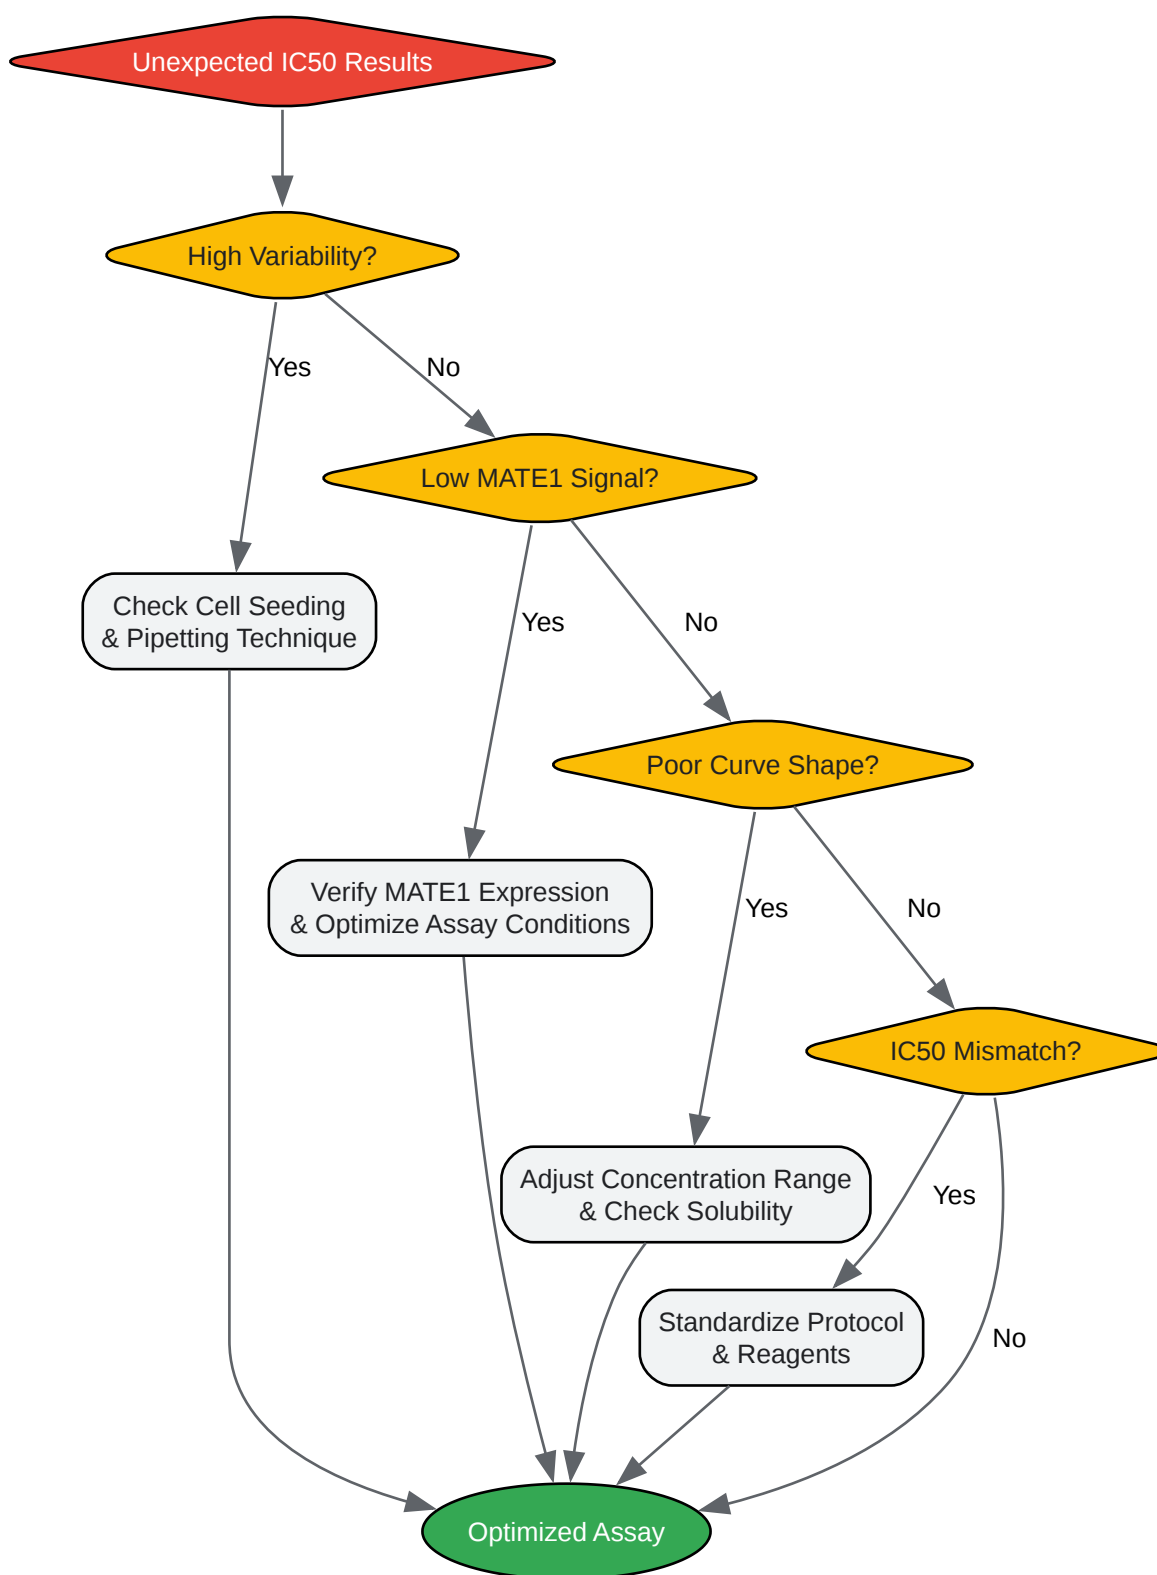 Unexpected IC50 Results
High Variability?
Yes
No
Low MATE1 Signal?
Check Cell Seeding
& Pipetting Technique
Yes
No
Poor Curve Shape?
Verify MATE1 Expression
& Optimize Assay Conditions
Yes
No
IC50 Mismatch?
Adjust Concentration Range
& Check Solubility
Yes
Standardize Protocol
& Reagents
No
Optimized Assay